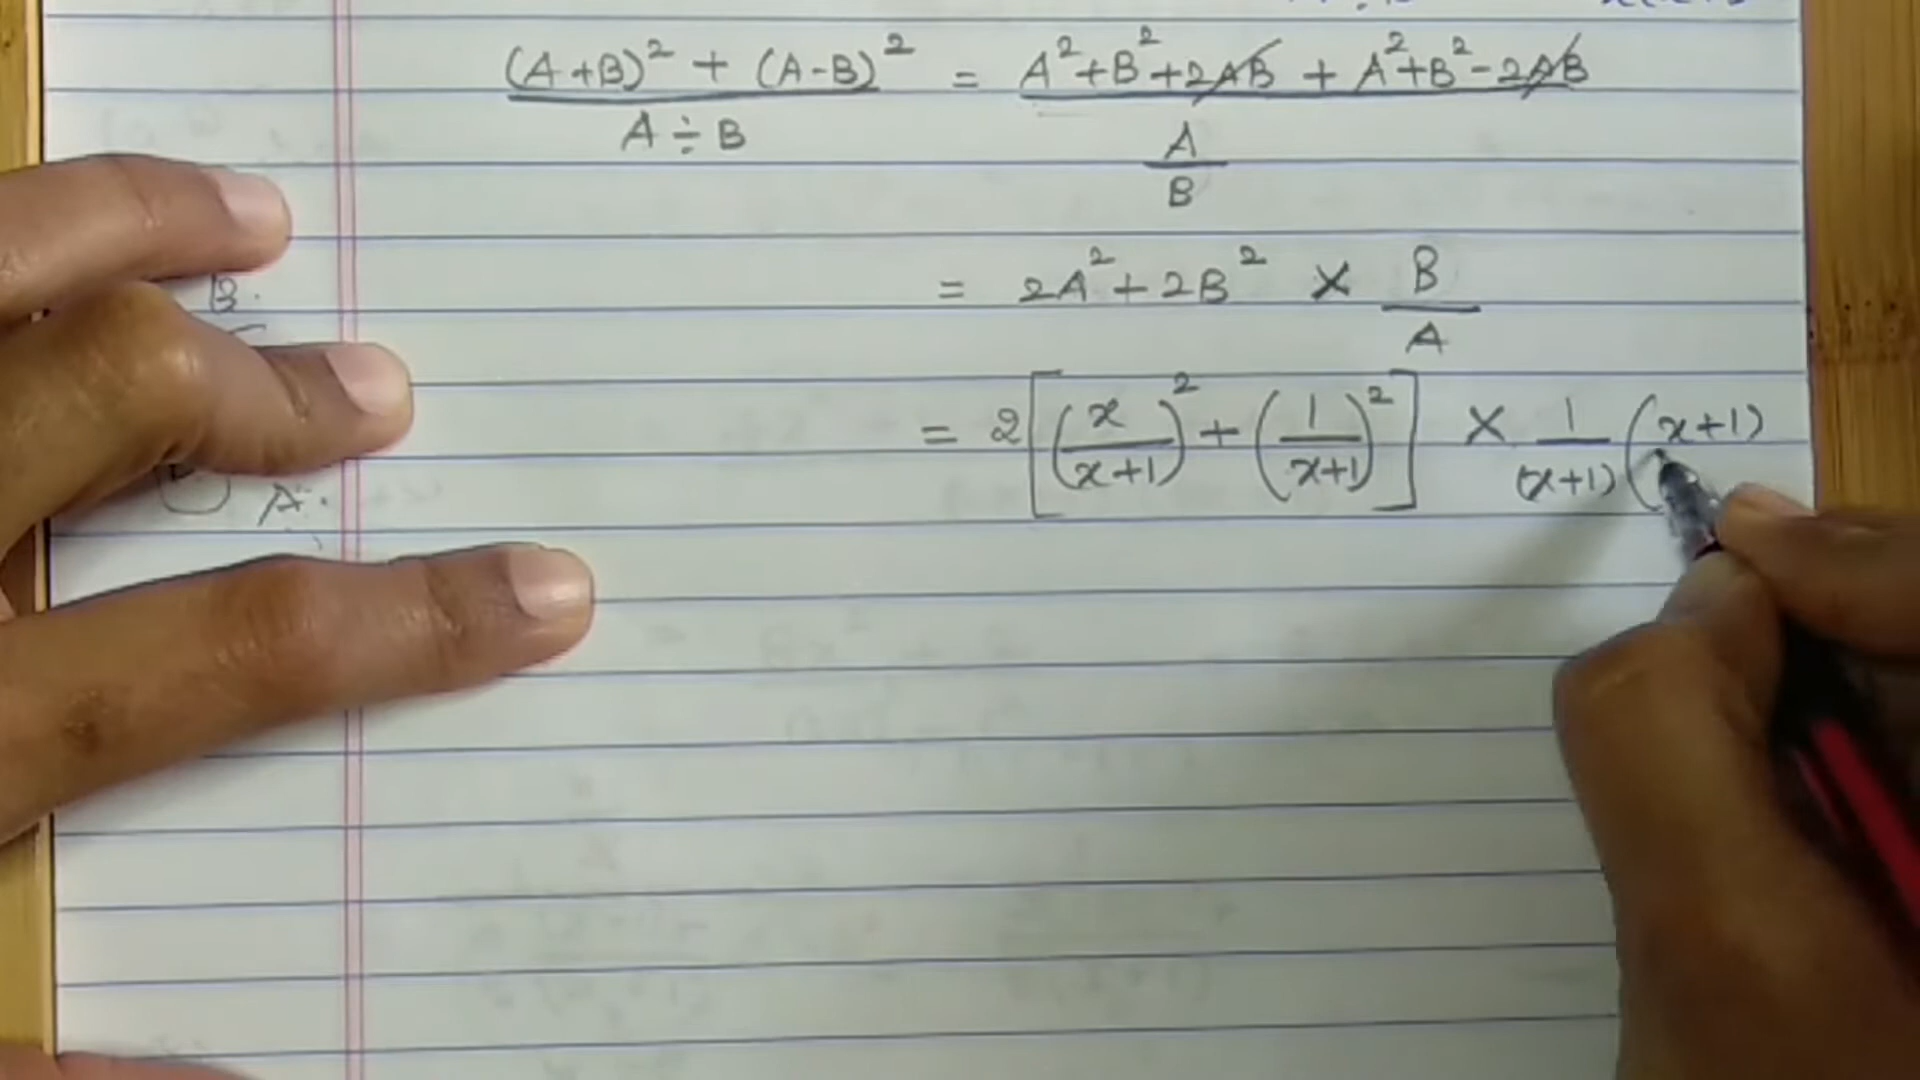 (A+B)² + (A-B)² = A²+B²+2AB + A²+B²-2AB
A ÷ B
A
B
= 2A²+2B² × B
A
= 2[(x/(x+1))² + (1/(x+1))²] × 1/(x+1) (x+1)
B.
A.